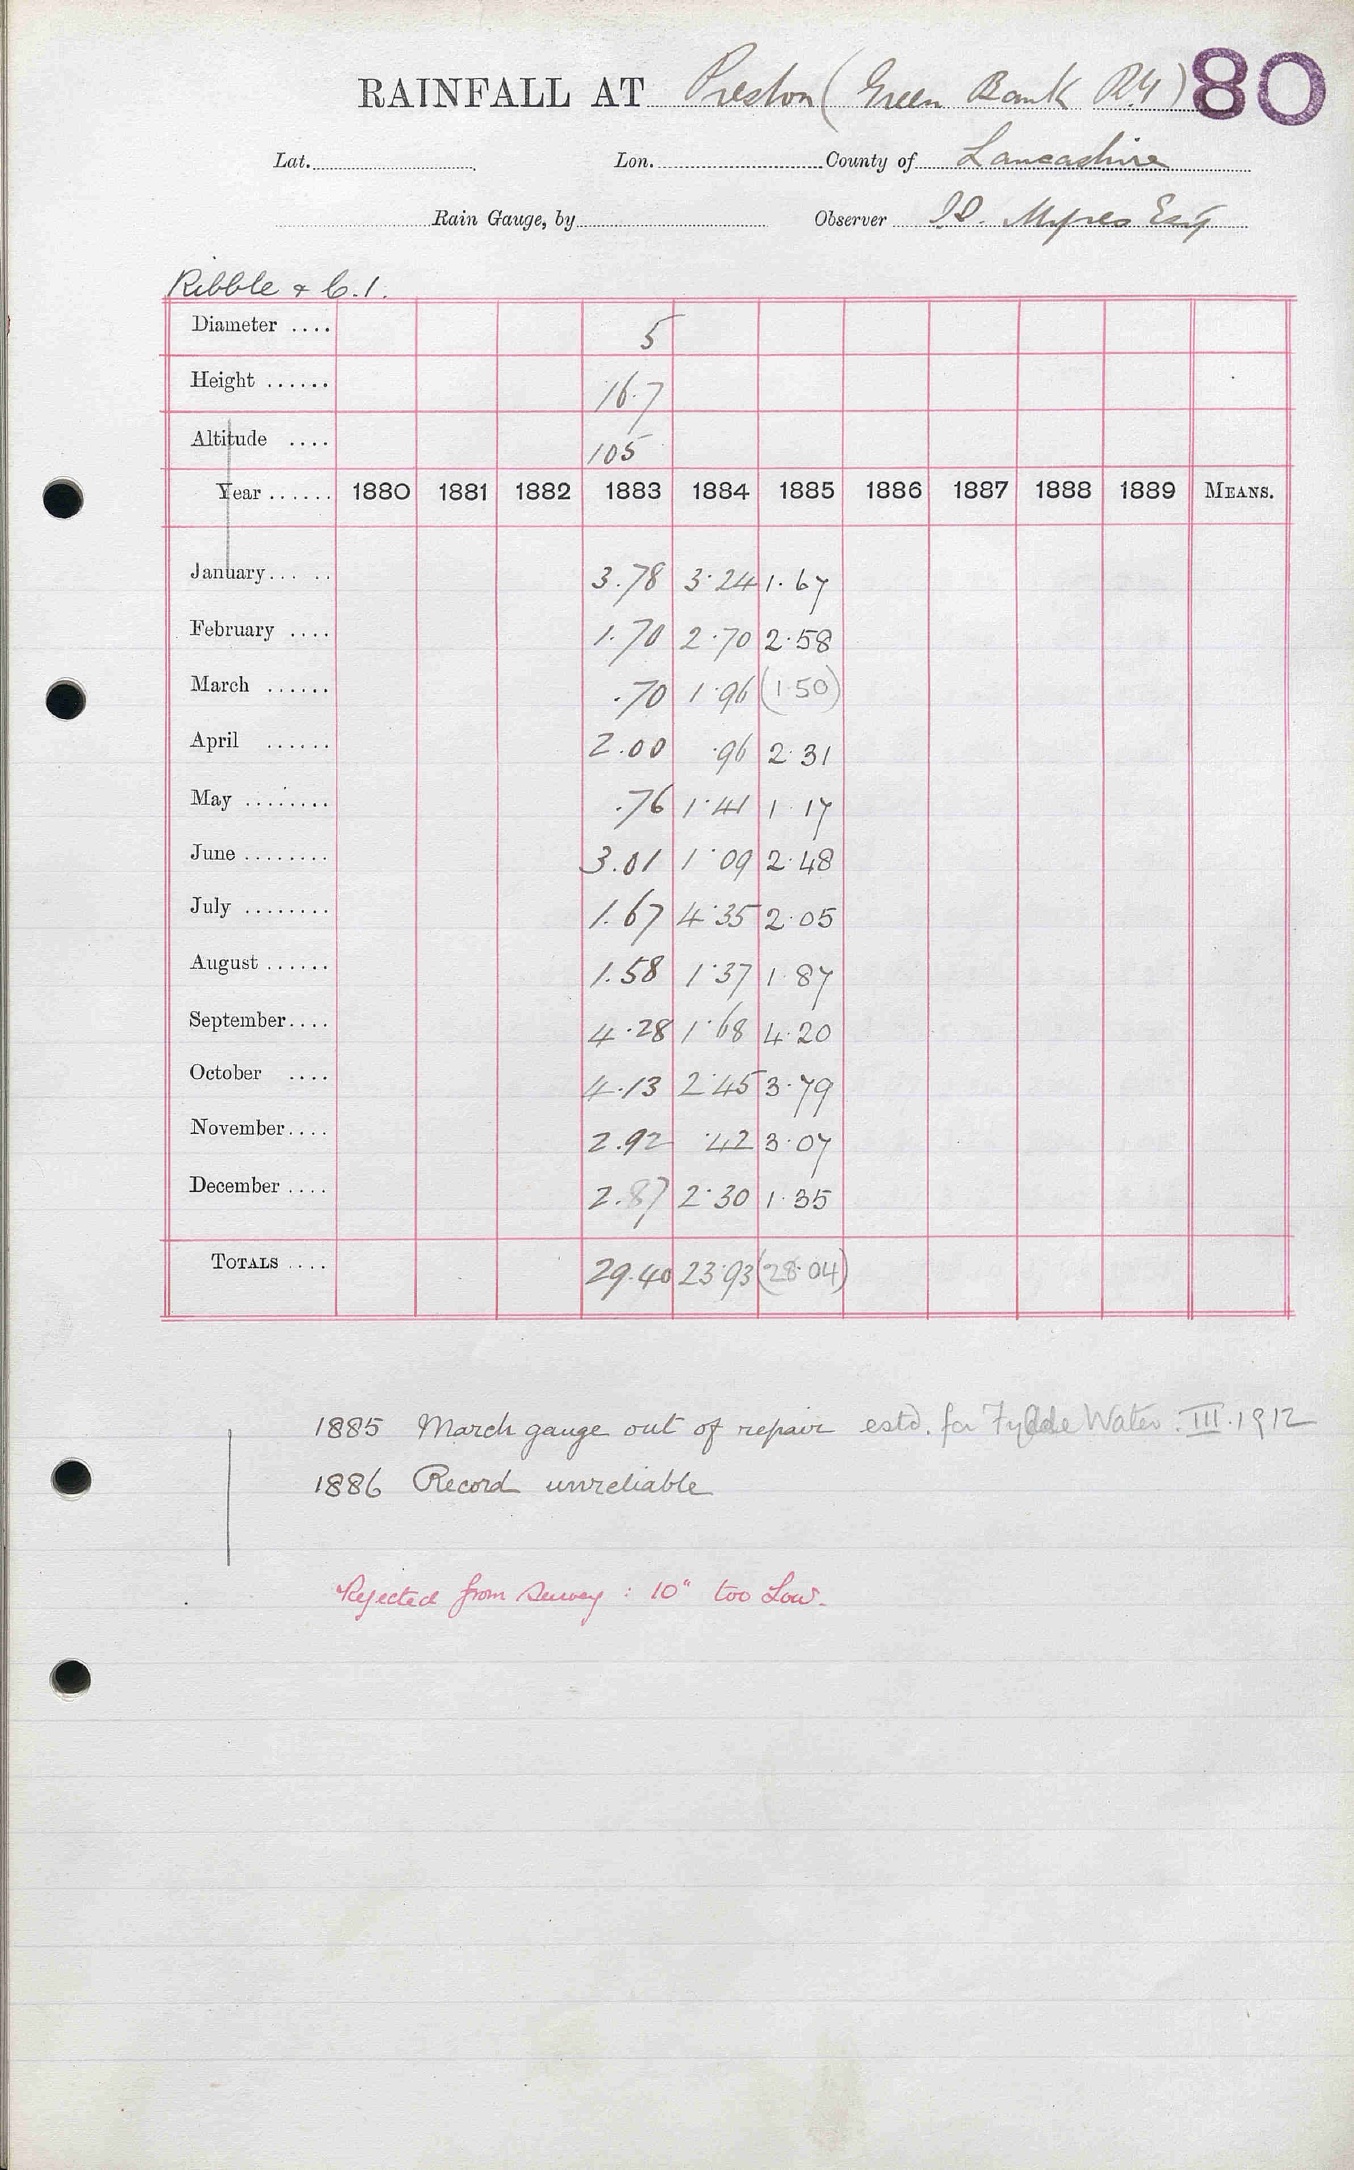 RAINFALL AT Preston (Green Bank Rd) 80
Lat. Lon. County of Lancashire
Rain Gauge, by Observer Myres Esq
Ribble & C.1.
Diameter .... 5
Height ...... 16.7
Altitude .... 105
Year ...... 1880 1881 1882 1883 1884 1885 1886 1887 1888 1889 MEANS.
January... .. 3.78 3.24 1.67
February .... 1.70 2.70 2.58
March ...... .70 1.96 (1.50)
April ...... 2.00 .96 2.31
May ........ .76 1.41 1.17
June ........ 3.01 1.09 2.48
July ........ 1.67 4.35 2.05
August ...... 1.58 1.37 1.87
September.... 4.28 1.68 4.20
October .... 4.13 2.45 3.79
November.... 2.92 .42 3.07
December .... 2.87 2.30 1.35
TOTALS .... 29.40 23.93 (28.04)
1885 March gauge out of repair estd. for Fylde Water. III.1912
1886 Record unreliable
Rejected from Survey : 10" too Low.